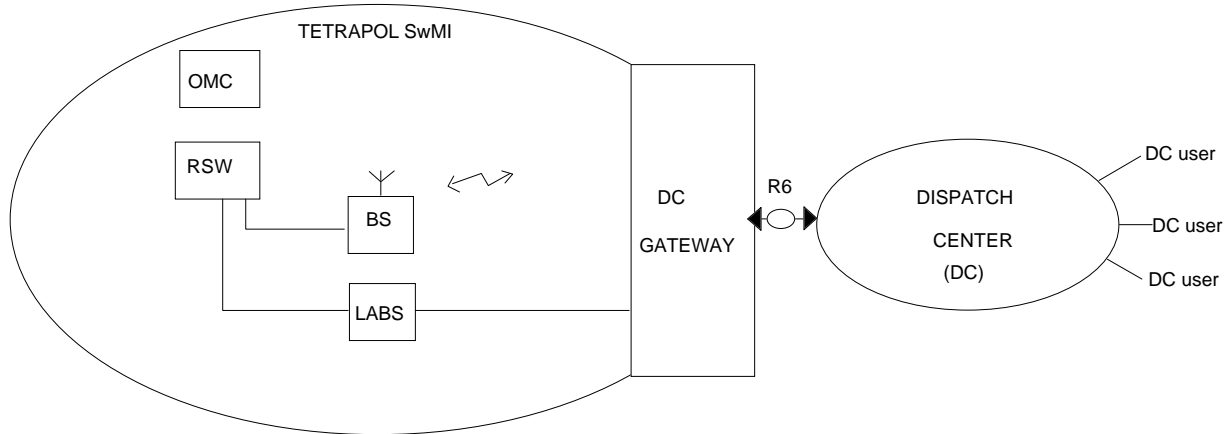 TETRAPOL SwMI
OMC
RSW
BS
LABS
DC
GATEWAY
R6
DISPATCH
CENTER
(DC)
DC user
DC user
DC user